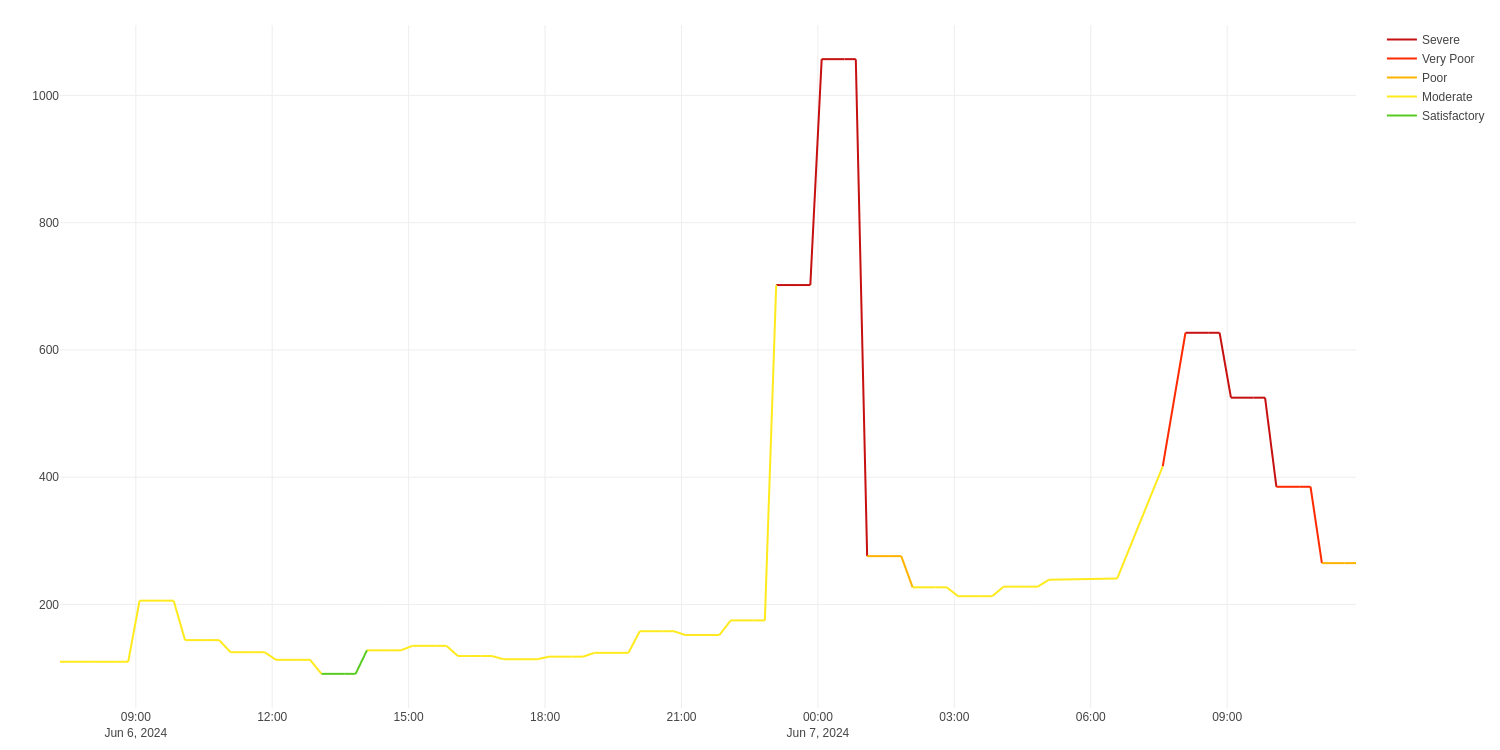 1000
800
600
400
200
09:00
12:00
15:00
18:00
21:00
00:00
03:00
06:00
09:00
Jun 6, 2024
Jun 7, 2024
Severe
Very Poor
Poor
Moderate
Satisfactory